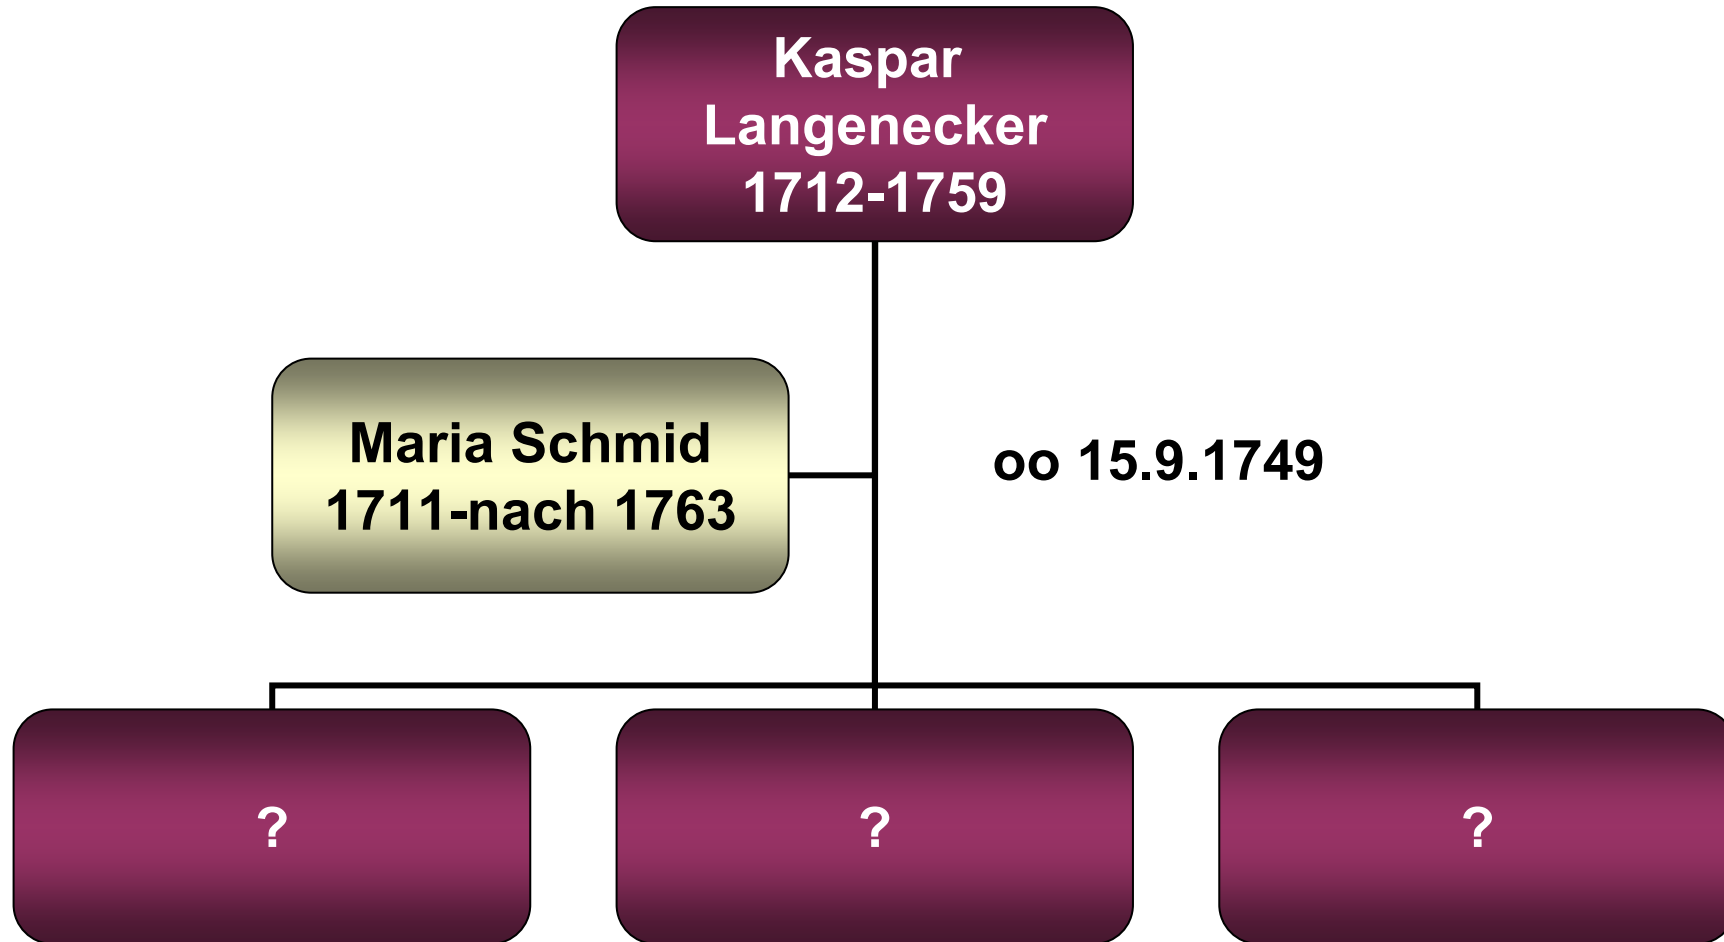 Kaspar
Langenecker
1712-1759
Maria Schmid
1711-nach 1763
oo 15.9.1749
?
?
?